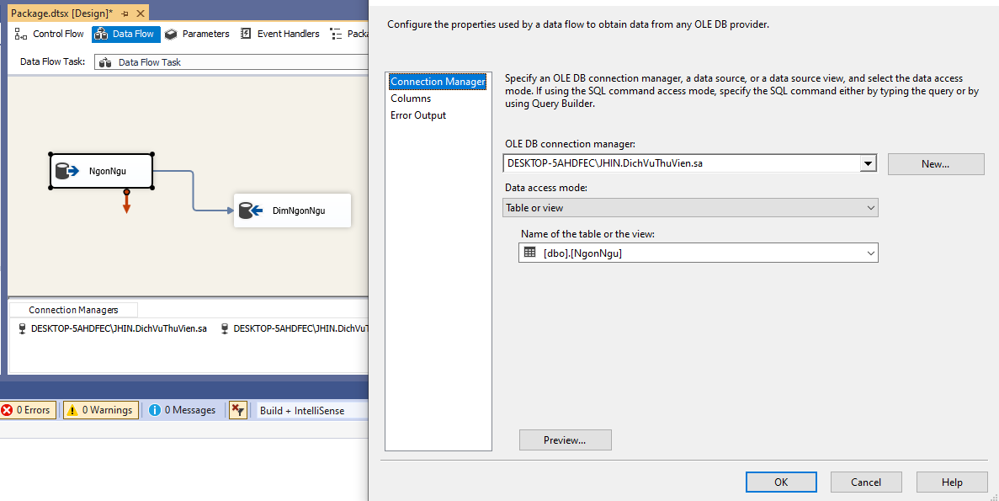 Package.dtsx [Design]*
Control Flow
Data Flow
Parameters
Event Handlers
Packa
Data Flow Task:
Data Flow Task
NgonNgu
DimNgonNgu
Connection Managers
DESKTOP-5AHDFEC\JHIN.DichVuThuVien.sa
DESKTOP-5AHDFEC\JHIN.DichVuT
0 Errors
0 Warnings
0 Messages
Build + IntelliSense
Configure the properties used by a data flow to obtain data from any OLE DB provider.
Connection Manager
Columns
Error Output
Specify an OLE DB connection manager, a data source, or a data source view, and select the data access
mode. If using the SQL command access mode, specify the SQL command either by typing the query or by
using Query Builder.
OLE DB connection manager:
DESKTOP-5AHDFEC\JHIN.DichVuThuVien.sa
New...
Data access mode:
Table or view
Name of the table or the view:
[dbo].[NgonNgu]
Preview...
OK
Cancel
Help